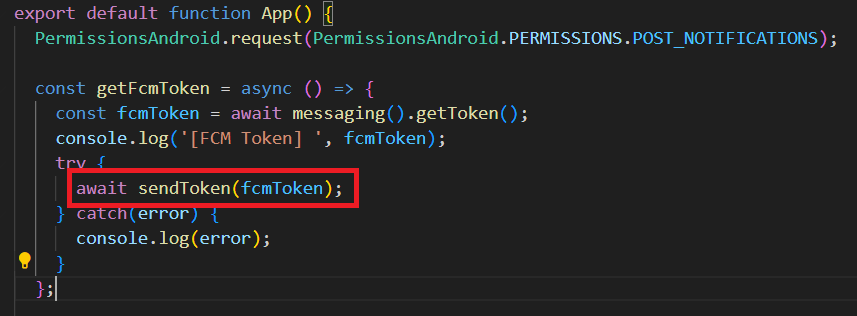 export default function App() {
PermissionsAndroid.request(PermissionsAndroid.PERMISSIONS.POST_NOTIFICATIONS);
const getFcmToken = async () => {
const fcmToken = await messaging().getToken();
console.log('[FCM Token] ', fcmToken);
try {
await sendToken(fcmToken);
} catch(error) {
console.log(error);
}
};